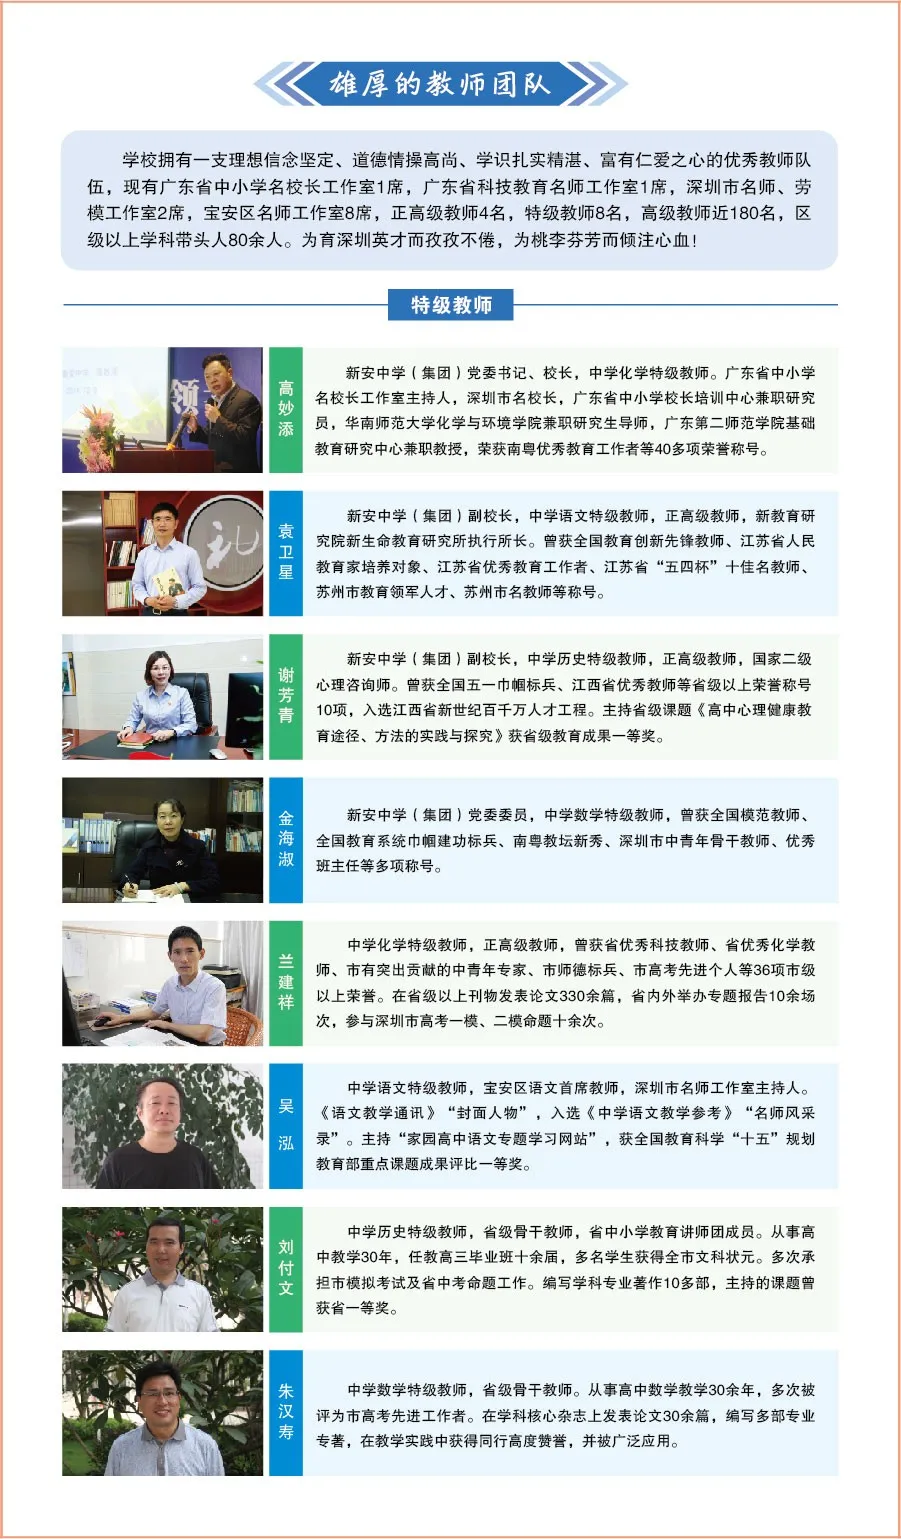 雄厚的教师团队
学校拥有一支理想信念坚定、道德情操高尚、学识扎实精湛、富有仁爱之心的优秀教师队
伍，现有广东省中小学名校长工作室1席，广东省科技教育名师工作室1席，深圳市名师、劳
模工作室2席，宝安区名师工作室8席，正高级教师4名，特级教师8名，高级教师近180名，区
级以上学科带头人80余人。为育深圳英才而孜孜不倦，为桃李芬芳而倾注心血！
特级教师
领
高妙添
新安中学（集团）党委书记、校长，中学化学特级教师。广东省中小学
名校长工作室主持人，深圳市名校长，广东省中小学校长培训中心兼职研究
员，华南师范大学化学与环境学院兼职研究生导师，广东第二师范学院基础
教育研究中心兼职教授，荣获南粤优秀教育工作者等40多项荣誉称号。
礼
袁卫星
新安中学（集团）副校长，中学语文特级教师，正高级教师，新教育研
究院新生命教育研究所执行所长。曾获全国教育创新先锋教师、江苏省人民
教育家培养对象、江苏省优秀教育工作者、江苏省“五四杯”十佳名教师、
苏州市教育领军人才、苏州市名教师等称号。
谢芳青
新安中学（集团）副校长，中学历史特级教师，正高级教师，国家二级
心理咨询师。曾获全国五一巾帼标兵、江西省优秀教师等省级以上荣誉称号
10项，入选江西省新世纪百千万人才工程。主持省级课题《高中心理健康教
育途径、方法的实践与探究》获省级教育成果一等奖。
金海淑
新安中学（集团）党委委员，中学数学特级教师，曾获全国模范教师、
全国教育系统巾帼建功标兵、南粤教坛新秀、深圳市中青年骨干教师、优秀
班主任等多项称号。
兰建祥
中学化学特级教师，正高级教师，曾获省优秀科技教师、省优秀化学教
师、市有突出贡献的中青年专家、市师德标兵、市高考先进个人等36项市级
以上荣誉。在省级以上刊物发表论文330余篇，省内外举办专题报告10余场
次，参与深圳市高考一模、二模命题十余次。
吴泓
中学语文特级教师，宝安区语文首席教师，深圳市名师工作室主持人。
《语文教学通讯》“封面人物”，入选《中学语文教学参考》“名师风采
录”。主持“家园高中语文专题学习网站”，获全国教育科学“十五”规划
教育部重点课题成果评比一等奖。
刘付文
中学历史特级教师，省级骨干教师，省中小学教育讲师团成员。从事高
中教学30年，任教高三毕业班十余届，多名学生获得全市文科状元。多次承
担市模拟考试及省中考命题工作。编写学科专业著作10多部，主持的课题曾
获省一等奖。
朱汉寿
中学数学特级教师，省级骨干教师。从事高中数学教学30余年，多次被
评为市高考先进工作者。在学科核心杂志上发表论文30余篇，编写多部专业
专著，在教学实践中获得同行高度赞誉，并被广泛应用。